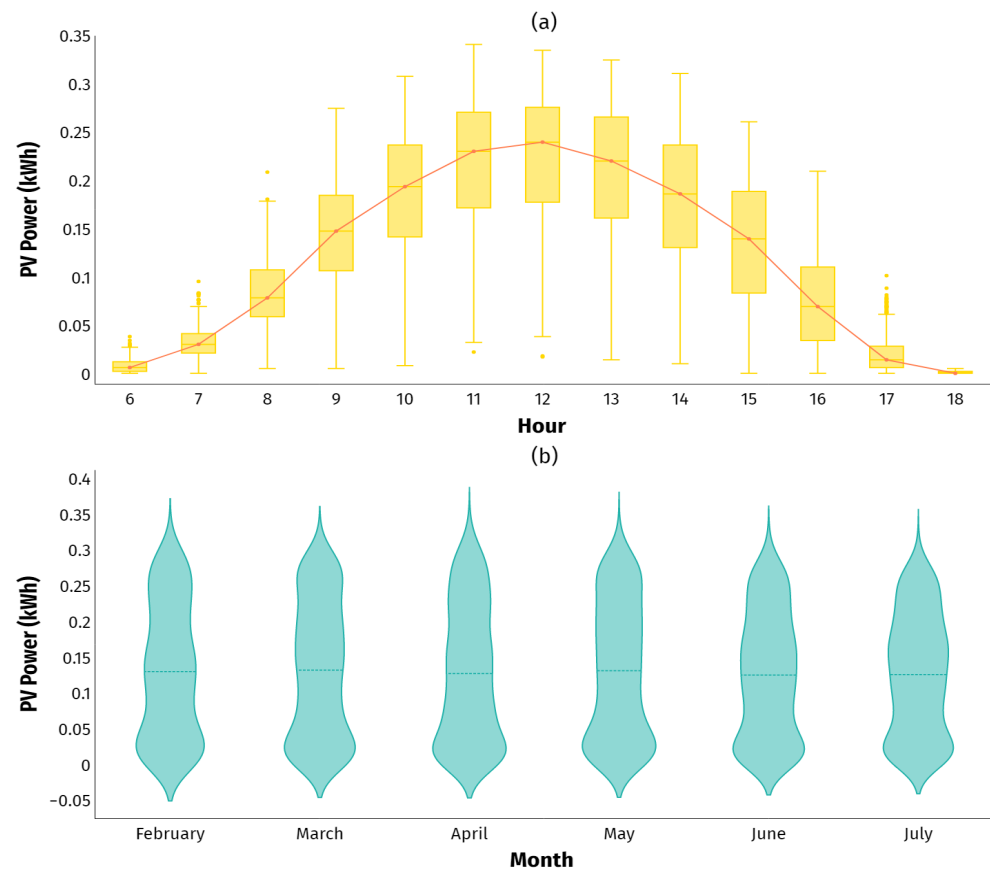 (a)
0.35
0.3
0.25
0.2
0.15
0.1
0.05
0
PV Power (kWh)
6 7 8 9 10 11 12 13 14 15 16 17 18
Hour
(b)
0.4
0.35
0.3
0.25
0.2
0.15
0.1
0.05
0
−0.05
PV Power (kWh)
February March April May June July
Month